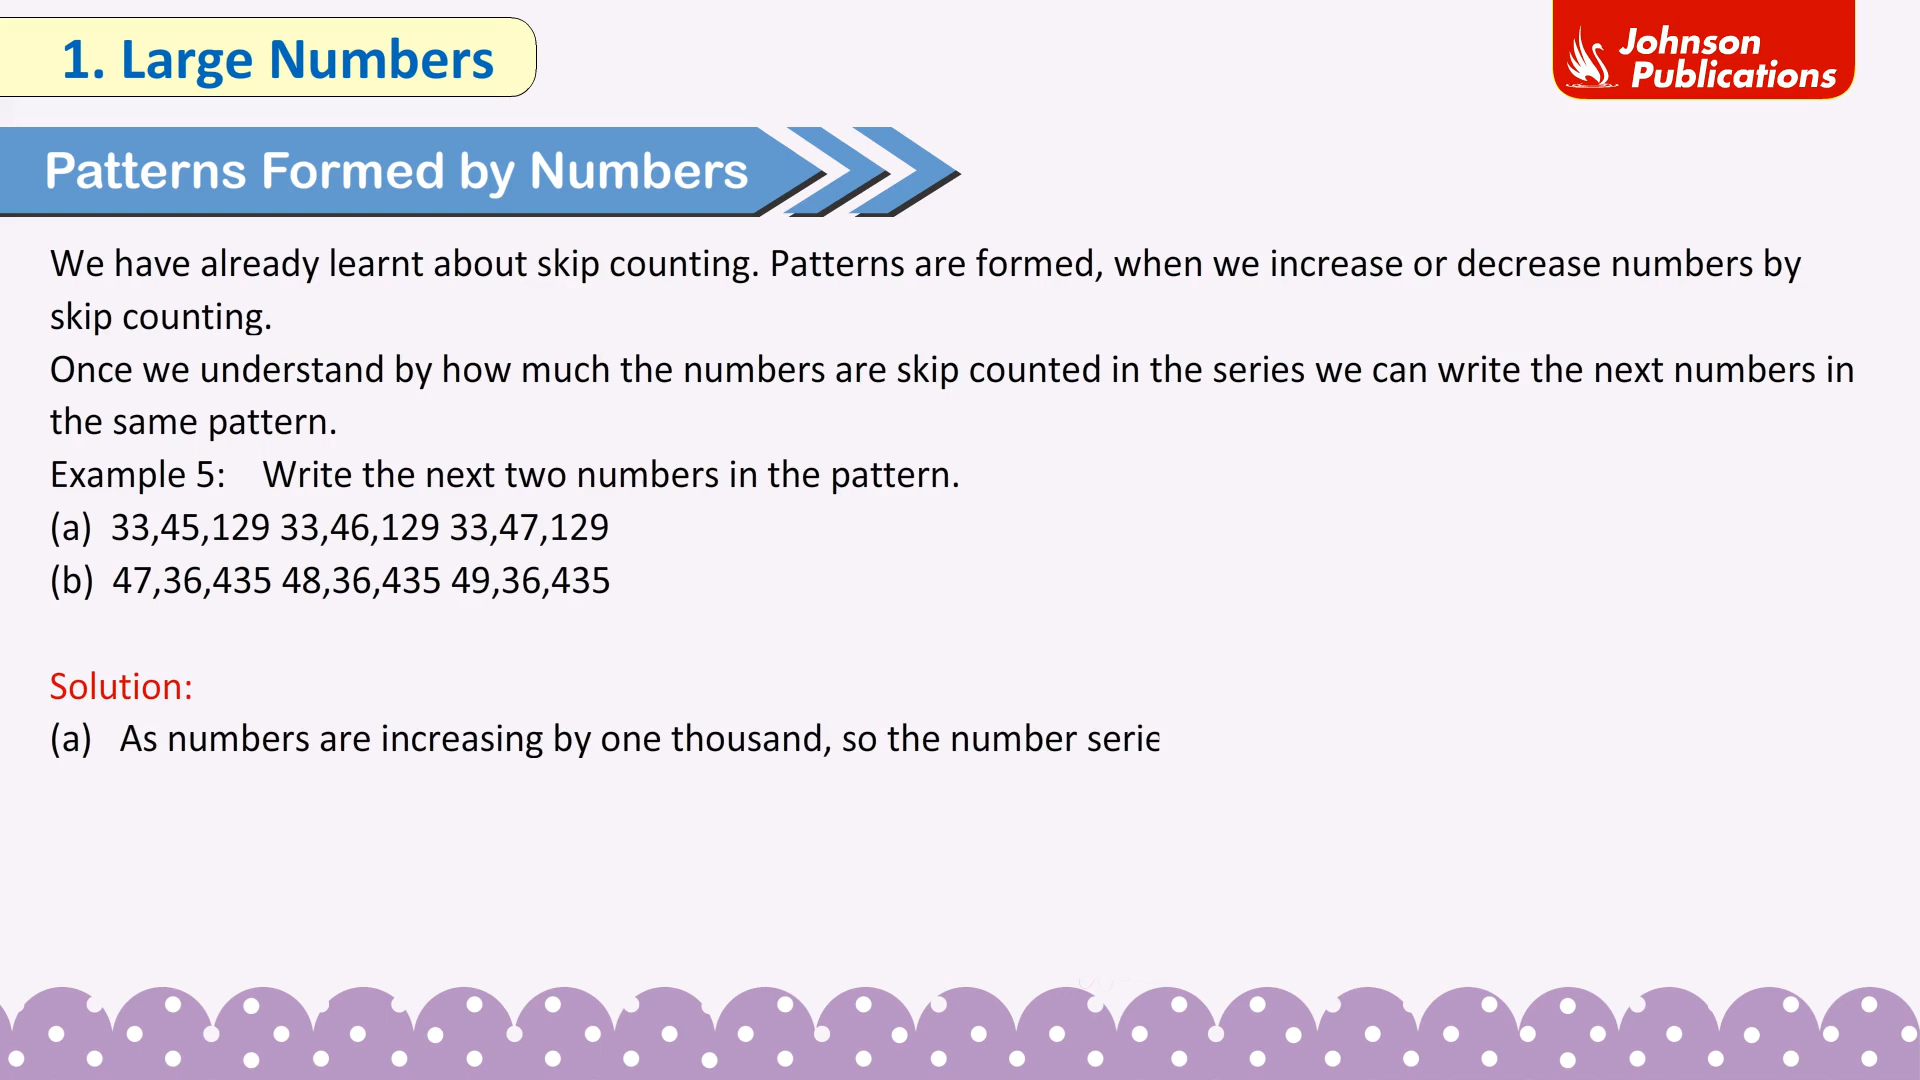 1. Large Numbers
Johnson
Publications
Patterns Formed by Numbers
We have already learnt about skip counting. Patterns are formed, when we increase or decrease numbers by
skip counting.
Once we understand by how much the numbers are skip counted in the series we can write the next numbers in
the same pattern.
Example 5: Write the next two numbers in the pattern.
(a) 33,45,129 33,46,129 33,47,129
(b) 47,36,435 48,36,435 49,36,435
Solution:
(a) As numbers are increasing by one thousand, so the number serie